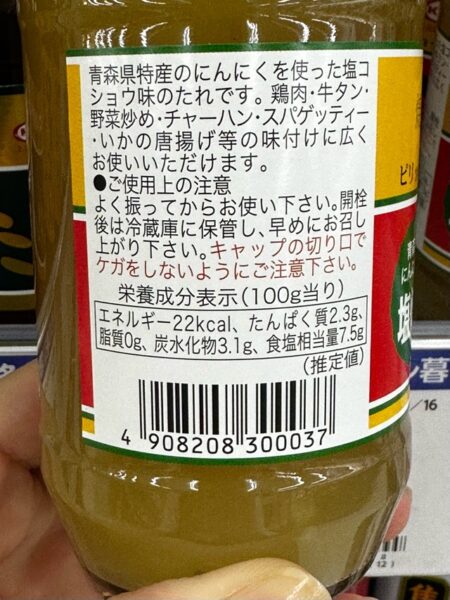 青森県特産のにんにくを使った塩コ
ショウ味のたれです。鶏肉・牛タン・
野菜炒め・チャーハン・スパゲッティー
・いかの唐揚げ等の味付けに広く
お使いいただけます。
●ご使用上の注意
よく振ってからお使い下さい。開栓
後は冷蔵庫に保管し、早めにお召し
上がり下さい。キャップの切り口で
ケガをしないようにご注意下さい。
栄養成分表示（100g当り）
エネルギー22kcal、たんぱく質2.3g、
脂質0g、炭水化物3.1g、食塩相当量7.5g
（推定値）
4 908208 300037
ピリッ
塩
ン暮
/16